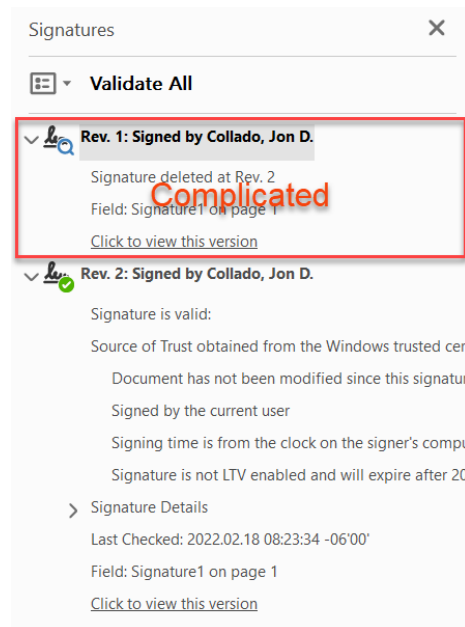 Signatures
Validate All
Rev. 1: Signed by Collado, Jon D.
Signature deleted at Rev. 2
Complicated
Field: Signature1 on page 1
Click to view this version
Rev. 2: Signed by Collado, Jon D.
Signature is valid:
Source of Trust obtained from the Windows trusted cer
Document has not been modified since this signatur
Signed by the current user
Signing time is from the clock on the signer's compu
Signature is not LTV enabled and will expire after 20
Signature Details
Last Checked: 2022.02.18 08:23:34 -06'00'
Field: Signature1 on page 1
Click to view this version